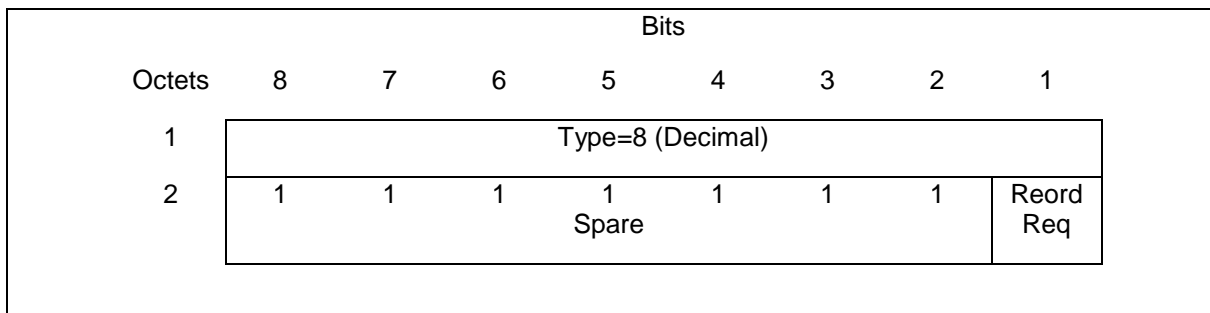 Bits
Octets 8 7 6 5 4 3 2 1
1 Type=8 (Decimal)
2 1 1 1 1 1 1 1 Reord
Spare Req